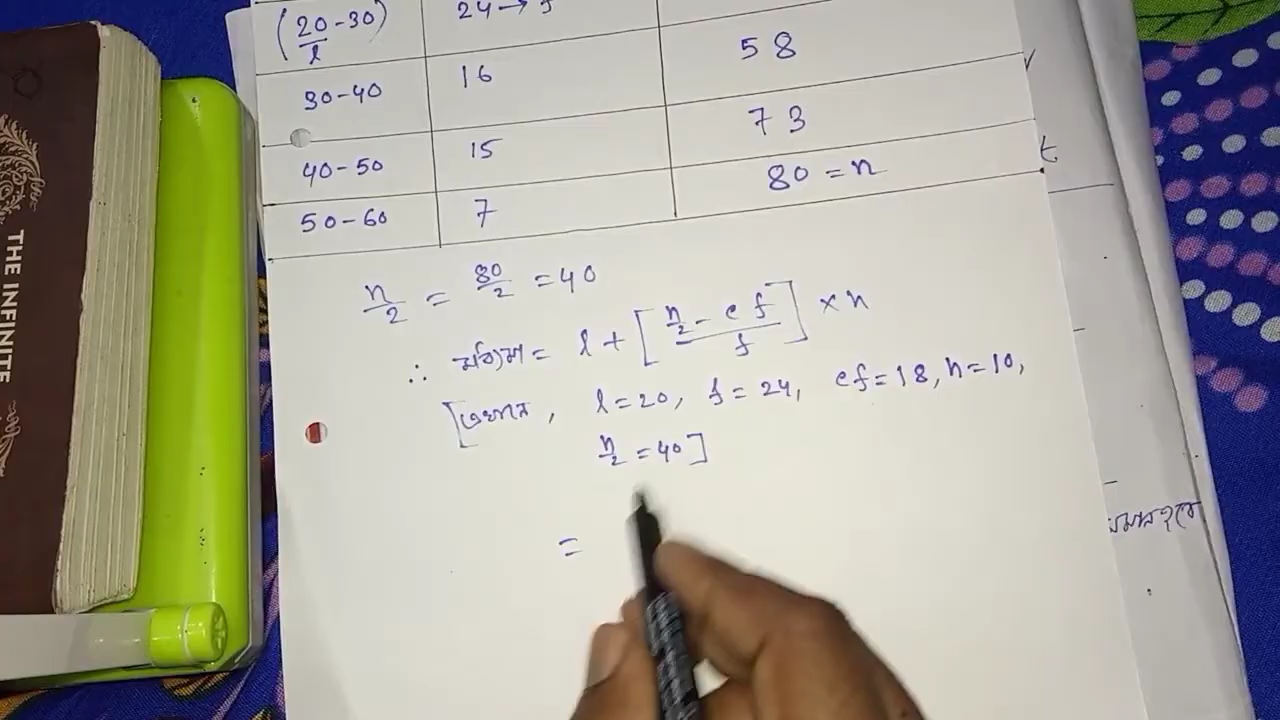 (20-30) 24→f
l
30-40 16 58
40-50 15 73
50-60 7 80 = n
n/2 = 80/2 = 40
∴ মধ্যমা = l + [n/2 - cf / f] × h
[এখানে, l = 20, f = 24, cf = 18, h = 10,
n/2 = 40]
=
THE INFINITE